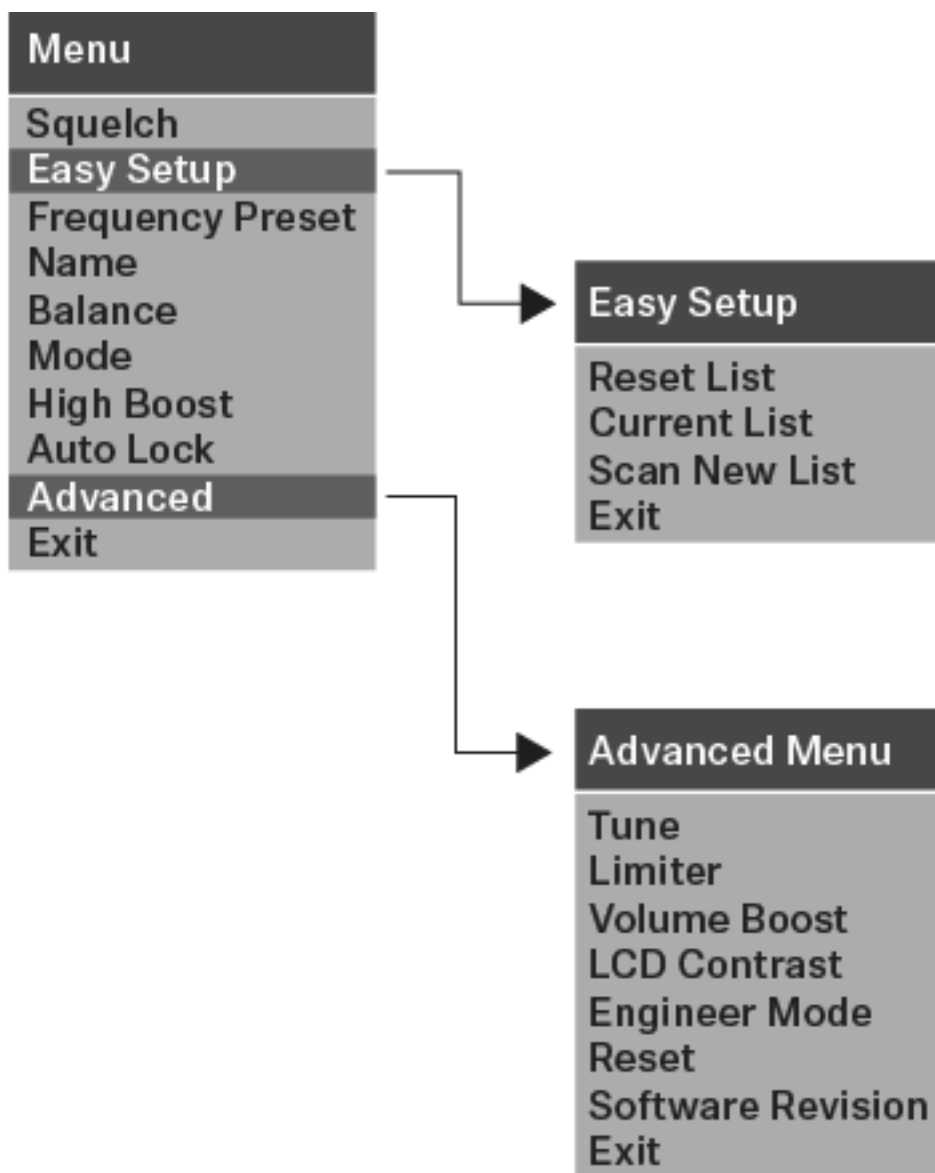 Menu
Squelch
Easy Setup
Frequency Preset
Name
Balance
Mode
High Boost
Auto Lock
Advanced
Exit
Easy Setup
Reset List
Current List
Scan New List
Exit
Advanced Menu
Tune
Limiter
Volume Boost
LCD Contrast
Engineer Mode
Reset
Software Revision
Exit